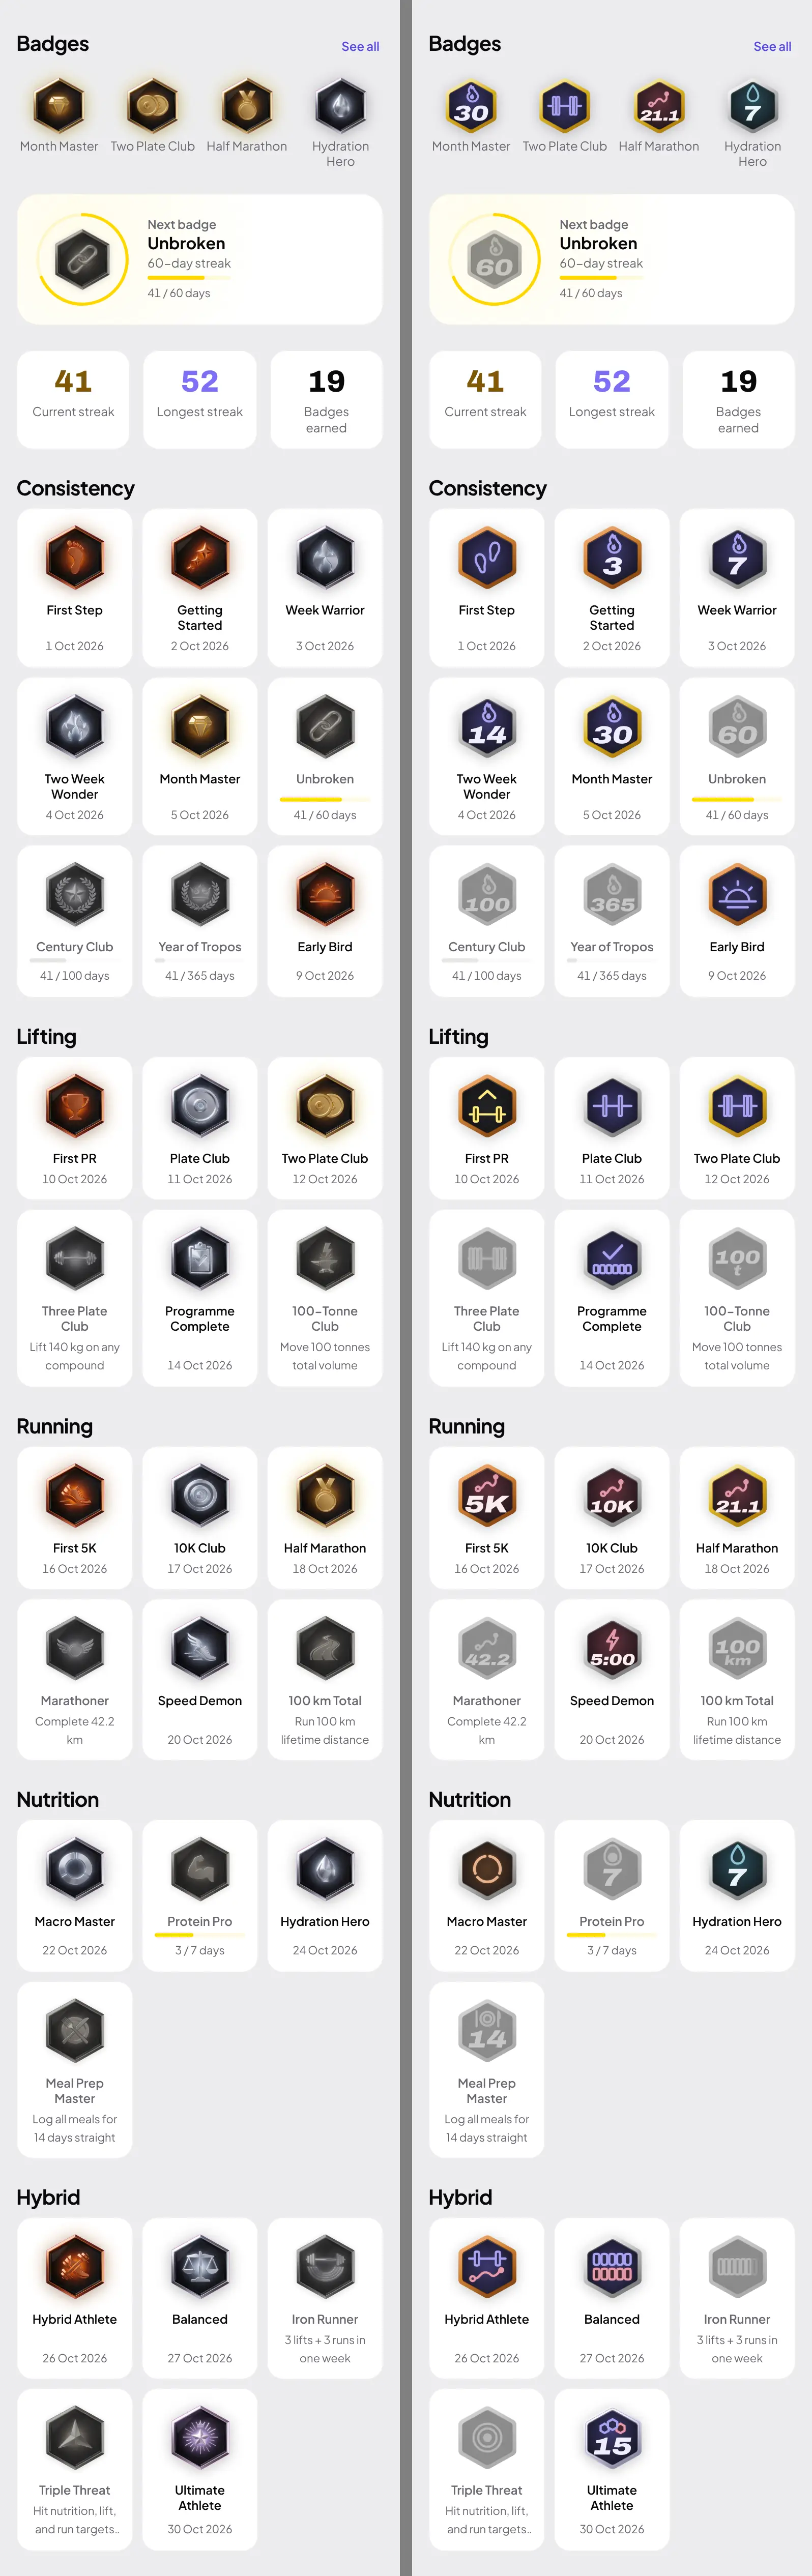 Badges
See all
Month Master
Two Plate Club
Half Marathon
Hydration
Hero
Next badge
Unbroken
60-day streak
41 / 60 days
41
Current streak
52
Longest streak
19
Badges
earned
Consistency
First Step
1 Oct 2026
Getting
Started
2 Oct 2026
Week Warrior
3 Oct 2026
Two Week
Wonder
4 Oct 2026
Month Master
5 Oct 2026
Unbroken
41 / 60 days
Century Club
41 / 100 days
Year of Tropos
41 / 365 days
Early Bird
9 Oct 2026
Lifting
First PR
10 Oct 2026
Plate Club
11 Oct 2026
Two Plate Club
12 Oct 2026
Three Plate
Club
Lift 140 kg on any
compound
Programme
Complete
14 Oct 2026
100-Tonne
Club
Move 100 tonnes
total volume
Running
First 5K
16 Oct 2026
10K Club
17 Oct 2026
Half Marathon
18 Oct 2026
Marathoner
Complete 42.2
km
Speed Demon
20 Oct 2026
100 km Total
Run 100 km
lifetime distance
Nutrition
Macro Master
22 Oct 2026
Protein Pro
3 / 7 days
Hydration Hero
24 Oct 2026
Meal Prep
Master
Log all meals for
14 days straight
Hybrid
Hybrid Athlete
26 Oct 2026
Balanced
27 Oct 2026
Iron Runner
3 lifts + 3 runs in
one week
Triple Threat
Hit nutrition, lift,
and run targets..
Ultimate
Athlete
30 Oct 2026
Badges
See all
30
Month Master
Two Plate Club
21.1
Half Marathon
7
Hydration
Hero
60
Next badge
Unbroken
60-day streak
41 / 60 days
41
Current streak
52
Longest streak
19
Badges
earned
Consistency
First Step
1 Oct 2026
3
Getting
Started
2 Oct 2026
7
Week Warrior
3 Oct 2026
14
Two Week
Wonder
4 Oct 2026
30
Month Master
5 Oct 2026
60
Unbroken
41 / 60 days
100
Century Club
41 / 100 days
365
Year of Tropos
41 / 365 days
Early Bird
9 Oct 2026
Lifting
First PR
10 Oct 2026
Plate Club
11 Oct 2026
Two Plate Club
12 Oct 2026
Three Plate
Club
Lift 140 kg on any
compound
Programme
Complete
14 Oct 2026
100
t
100-Tonne
Club
Move 100 tonnes
total volume
Running
5K
First 5K
16 Oct 2026
10K
10K Club
17 Oct 2026
21.1
Half Marathon
18 Oct 2026
42.2
Marathoner
Complete 42.2
km
5:00
Speed Demon
20 Oct 2026
100
km
100 km Total
Run 100 km
lifetime distance
Nutrition
Macro Master
22 Oct 2026
7
Protein Pro
3 / 7 days
7
Hydration Hero
24 Oct 2026
14
Meal Prep
Master
Log all meals for
14 days straight
Hybrid
Hybrid Athlete
26 Oct 2026
Balanced
27 Oct 2026
Iron Runner
3 lifts + 3 runs in
one week
Triple Threat
Hit nutrition, lift,
and run targets..
15
Ultimate
Athlete
30 Oct 2026